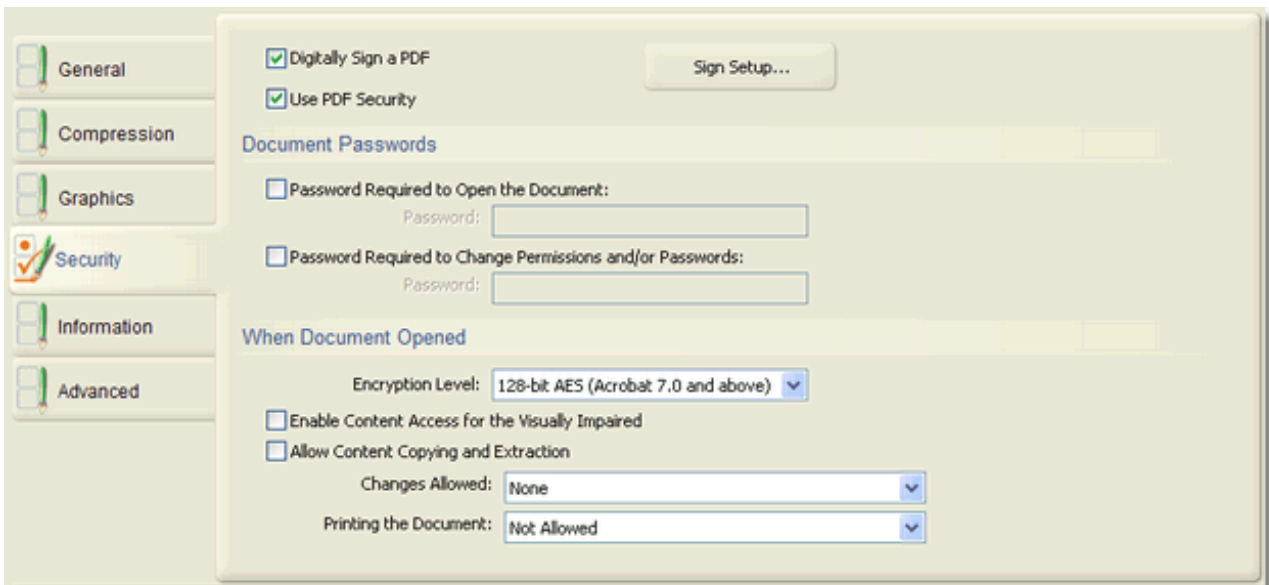 General
Compression
Graphics
Security
Information
Advanced
Digitally Sign a PDF
Sign Setup...
Use PDF Security
Document Passwords
Password Required to Open the Document:
Password:
Password Required to Change Permissions and/or Passwords:
Password:
When Document Opened
Encryption Level: 128-bit AES (Acrobat 7.0 and above)
Enable Content Access for the Visually Impaired
Allow Content Copying and Extraction
Changes Allowed: None
Printing the Document: Not Allowed